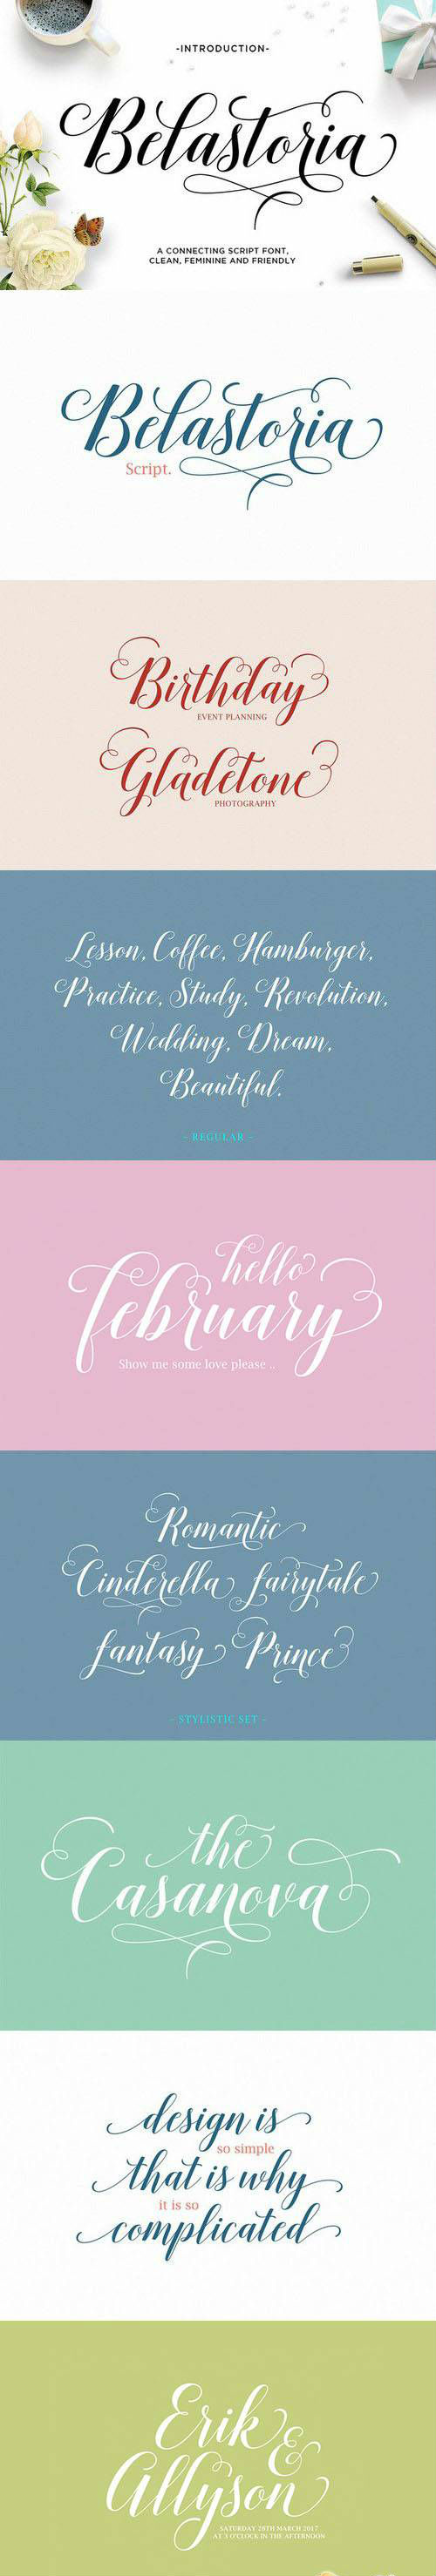 -INTRODUCTION-
Belastoria
A CONNECTING SCRIPT FONT,
CLEAN, FEMININE AND FRIENDLY
Belastoria
Script.
Birthday
EVENT PLANNING
Gladetone
PHOTOGRAPHY
Lesson, Coffee, Hamburger,
Practice, Study, Revolution,
Wedding, Dream,
Beautiful.
- REGULAR -
hello
february
Show me some love please ..
Romantic
Cinderella fairytale
fantasy Prince
- STYLISTIC SET -
the
Casanova
design is
so simple
that is why
it is so
complicated
Erik
&
Allyson
SATURDAY 28TH MARCH 2017
AT 3 O'CLOCK IN THE AFTERNOON